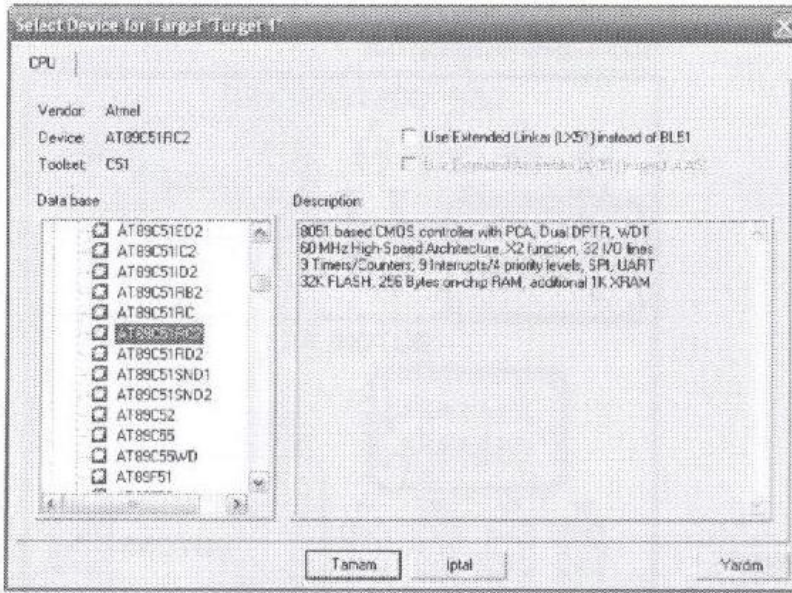 Select Device for Target 'Target 1'
CPU
Vendor: Atmel
Device: AT89C51RC2
Toolset: C51
Use Extended Linker (LX51) instead of BL51
Data base
Description:
AT89C51ED2
AT89C51IC2
AT89C51ID2
AT89C51RB2
AT89C51RC
AT89C51RC2
AT89C51RD2
AT89C51SND1
AT89C51SND2
AT89C52
AT89C55
AT89C55WD
AT89F51
8051 based CMOS controller with PCA, Dual DPTR, WDT
60 MHz High-Speed Architecture, X2 function, 32 I/O lines
3 Timers/Counters, 9 Interrupts/4 priority levels, SPI, UART
32K FLASH, 256 Bytes on-chip RAM, additional 1K XRAM
Tamam
İptal
Yardım